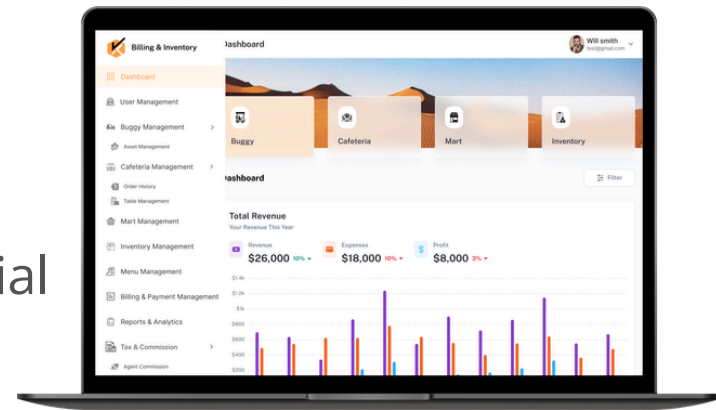 ial
Billing & Inventory
Dashboard
User Management
Buggy Management
Asset Management
Cafeteria Management
Order History
Table Management
Mart Management
Inventory Management
Menu Management
Billing & Payment Management
Reports & Analytics
Tax & Commission
Agent Commission
Dashboard
Will smith
test@gmail.com
Buggy
Cafeteria
Mart
Inventory
Dashboard
Filter
Total Revenue
Your Revenue This Year
Revenue
$26,000 10%
Expenses
$18,000 10%
Profit
$8,000 3%
$1.4k
$1.2k
$1k
$800
$600
$400
$200